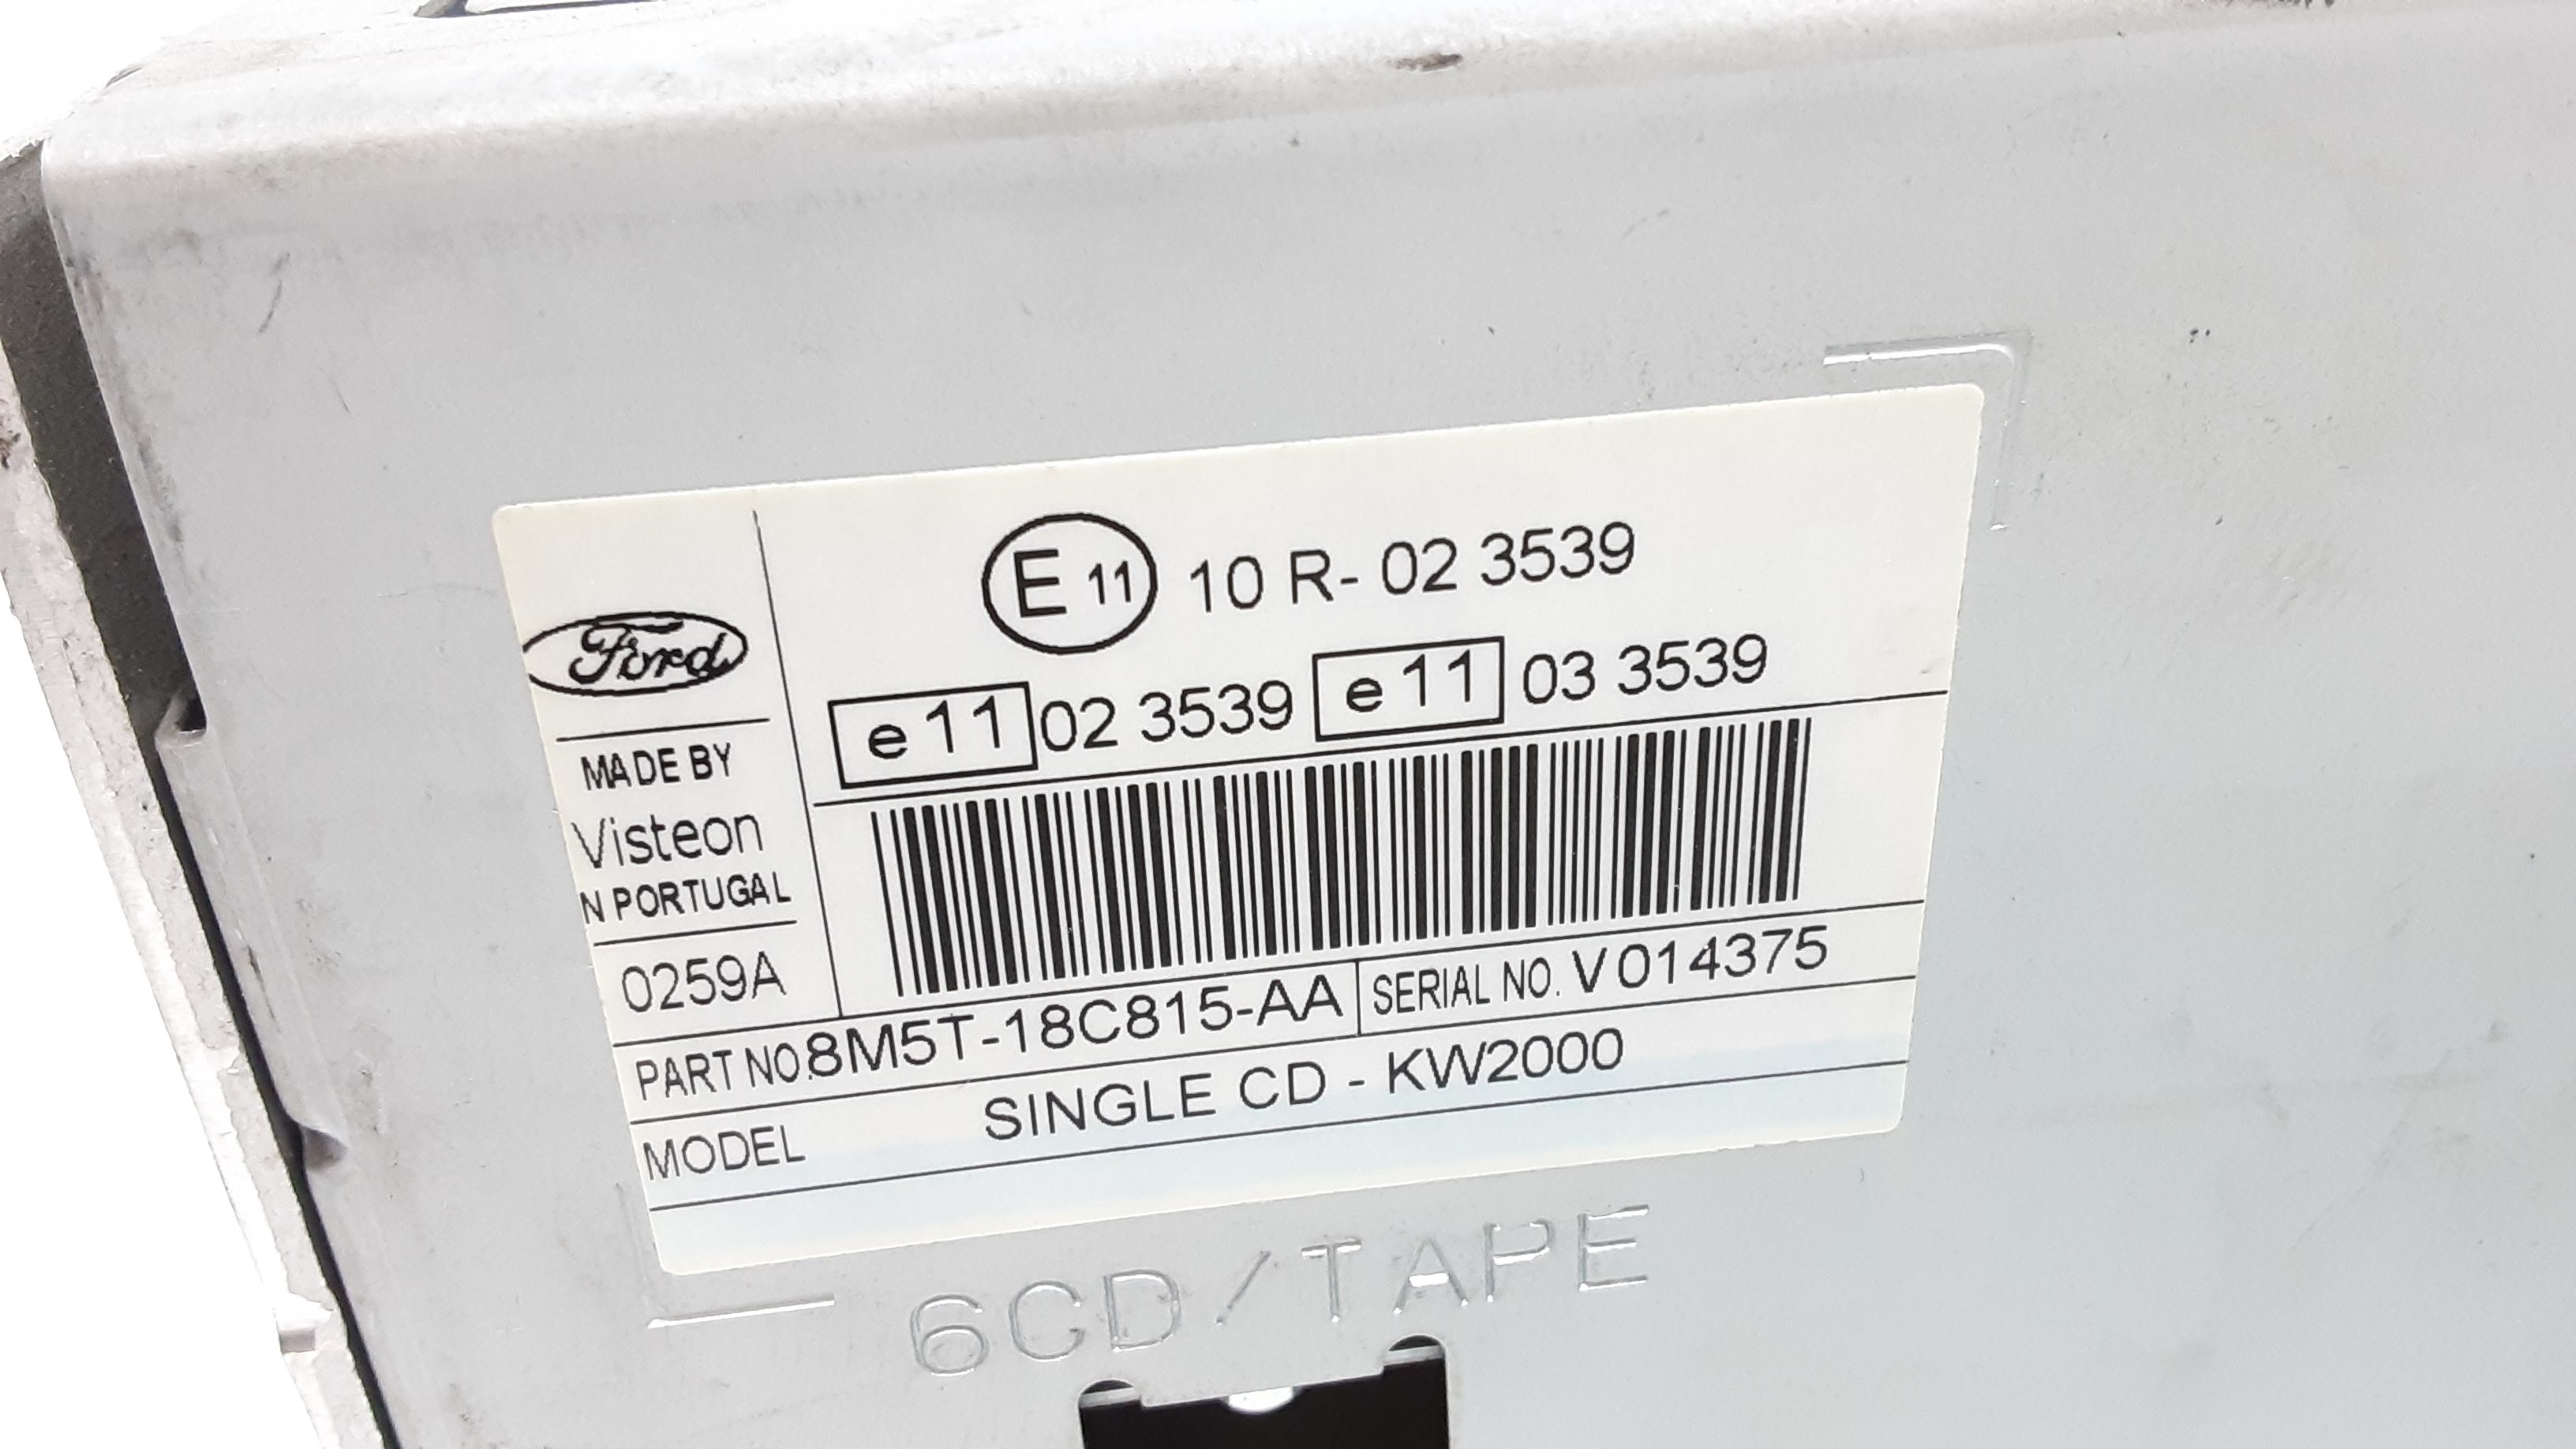 Ford
MADE BY
Visteon
N PORTUGAL
0259A
E 11 10 R- 02 3539
e 11 02 3539 e 11 03 3539
PART NO. 8M5T-18C815-AA SERIAL NO. V014375
MODEL SINGLE CD - KW2000
6CD/TAPE